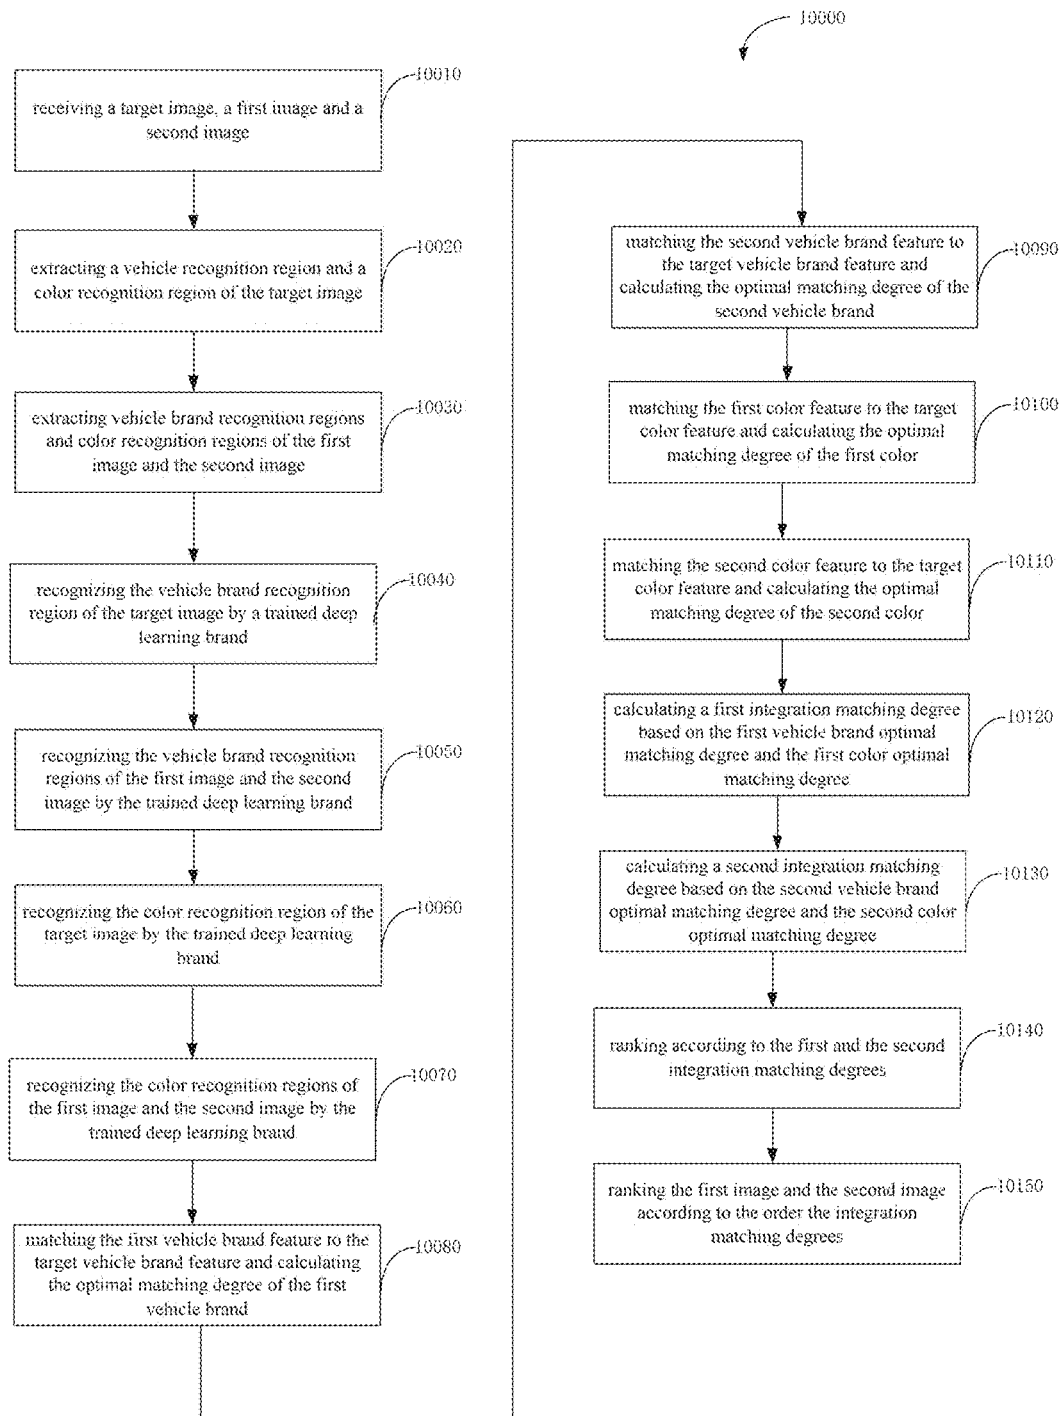 10000
10010
receiving a target image, a first image and a
second image
10020
extracting a vehicle recognition region and a
color recognition region of the target image
10030
extracting vehicle brand recognition regions
and color recognition regions of the first
image and the second image
10040
recognizing the vehicle brand recognition
region of the target image by a trained deep
learning brand
10050
recognizing the vehicle brand recognition
regions of the first image and the second
image by the trained deep learning brand
10060
recognizing the color recognition region of the
target image by the trained deep learning
brand
10070
recognizing the color recognition regions of
the first image and the second image by the
trained deep learning brand
10080
matching the first vehicle brand feature to the
target vehicle brand feature and calculating
the optimal matching degree of the first
vehicle brand
10090
matching the second vehicle brand feature to
the target vehicle brand feature and
calculating the optimal matching degree of the
second vehicle brand
10100
matching the first color feature to the target
color feature and calculating the optimal
matching degree of the first color
10110
matching the second color feature to the target
color feature and calculating the optimal
matching degree of the second color
10120
calculating a first integration matching degree
based on the first vehicle brand optimal
matching degree and the first color optimal
matching degree
10130
calculating a second integration matching
degree based on the second vehicle brand
optimal matching degree and the second color
optimal matching degree
10140
ranking according to the first and the second
integration matching degrees
10150
ranking the first image and the second image
according to the order the integration
matching degrees